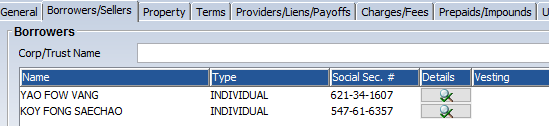 General Borrowers/Sellers Property Terms Providers/Liens/Payoffs Charges/Fees Prepaids/Impounds
Borrowers
Corp/Trust Name
Name Type Social Sec. # Details Vesting
YAO FOW VANG INDIVIDUAL 621-34-1607
KOY FONG SAECHAO INDIVIDUAL 547-61-6357